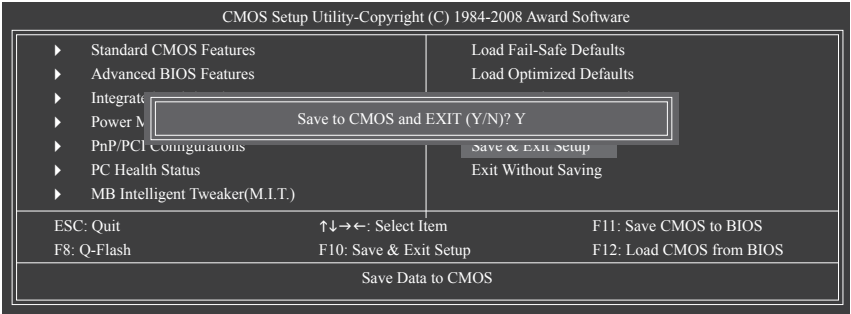 CMOS Setup Utility-Copyright (C) 1984-2008 Award Software
Standard CMOS Features
Advanced BIOS Features
Power
PnP/PCI Configurations
PC Health Status
MB Intelligent Tweaker(M.I.T.)
Load Fail-Safe Defaults
Load Optimized Defaults
Save & Exit Setup
Exit Without Saving
Save to CMOS and EXIT (Y/N)? Y
ESC: Quit ↑↓→←: Select Item F11: Save CMOS to BIOS
F8: Q-Flash F10: Save & Exit Setup F12: Load CMOS from BIOS
Save Data to CMOS